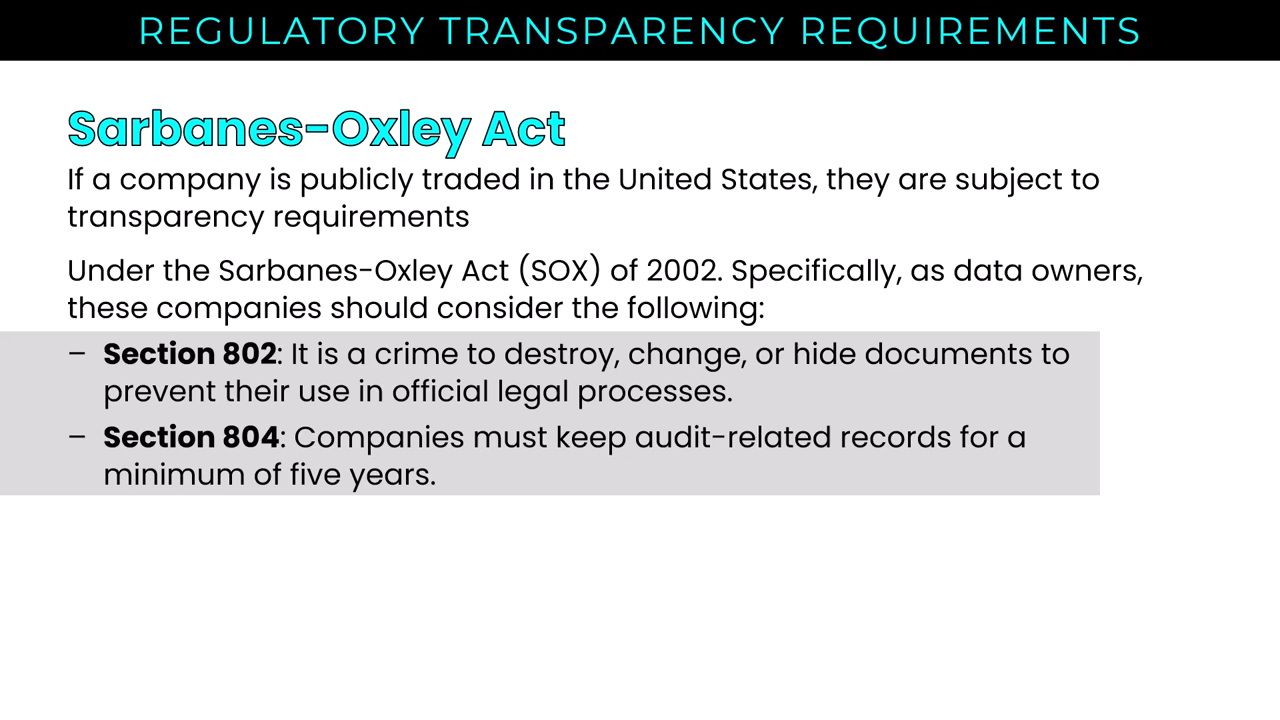 REGULATORY TRANSPARENCY REQUIREMENTS
Sarbanes-Oxley Act
If a company is publicly traded in the United States, they are subject to
transparency requirements
Under the Sarbanes-Oxley Act (SOX) of 2002. Specifically, as data owners,
these companies should consider the following:
– Section 802: It is a crime to destroy, change, or hide documents to
prevent their use in official legal processes.
– Section 804: Companies must keep audit-related records for a
minimum of five years.